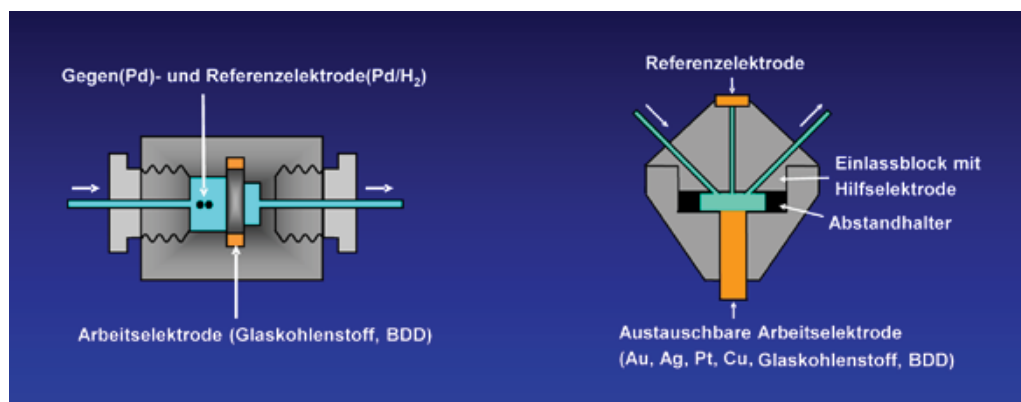 Gegen(Pd)- und Referenzelektrode(Pd/H₂)
Arbeitselektrode (Glaskohlenstoff, BDD)
Referenzelektrode
Einlassblock mit
Hilfselektrode
Abstandhalter
Austauschbare Arbeitselektrode
(Au, Ag, Pt, Cu, Glaskohlenstoff, BDD)